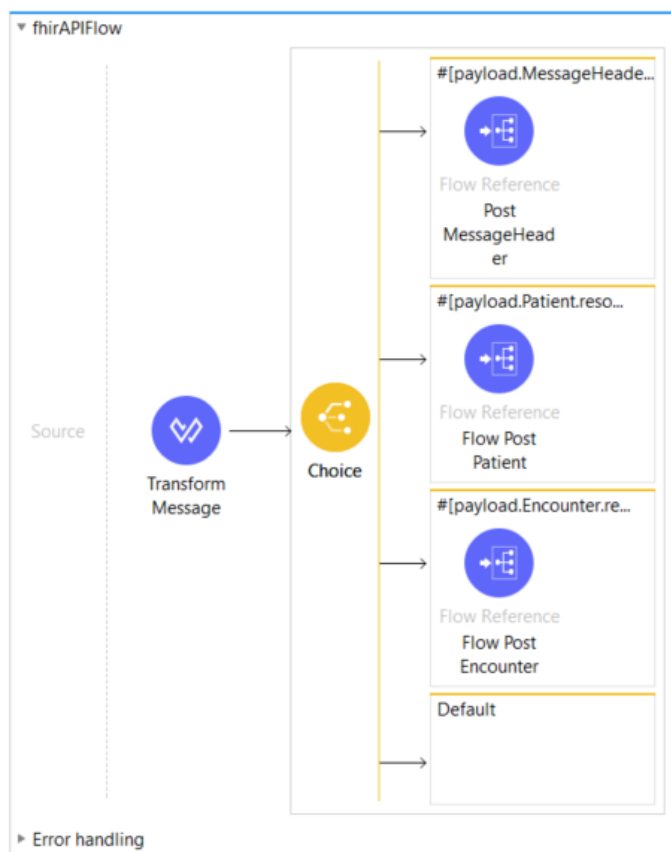 fhirAPIFlow
#[payload.MessageHeade...
Flow Reference
Post
MessageHead
er
#[payload.Patient.reso...
Flow Reference
Flow Post
Patient
Source
Transform
Message
Choice
#[payload.Encounter.re...
Flow Reference
Flow Post
Encounter
Default
Error handling